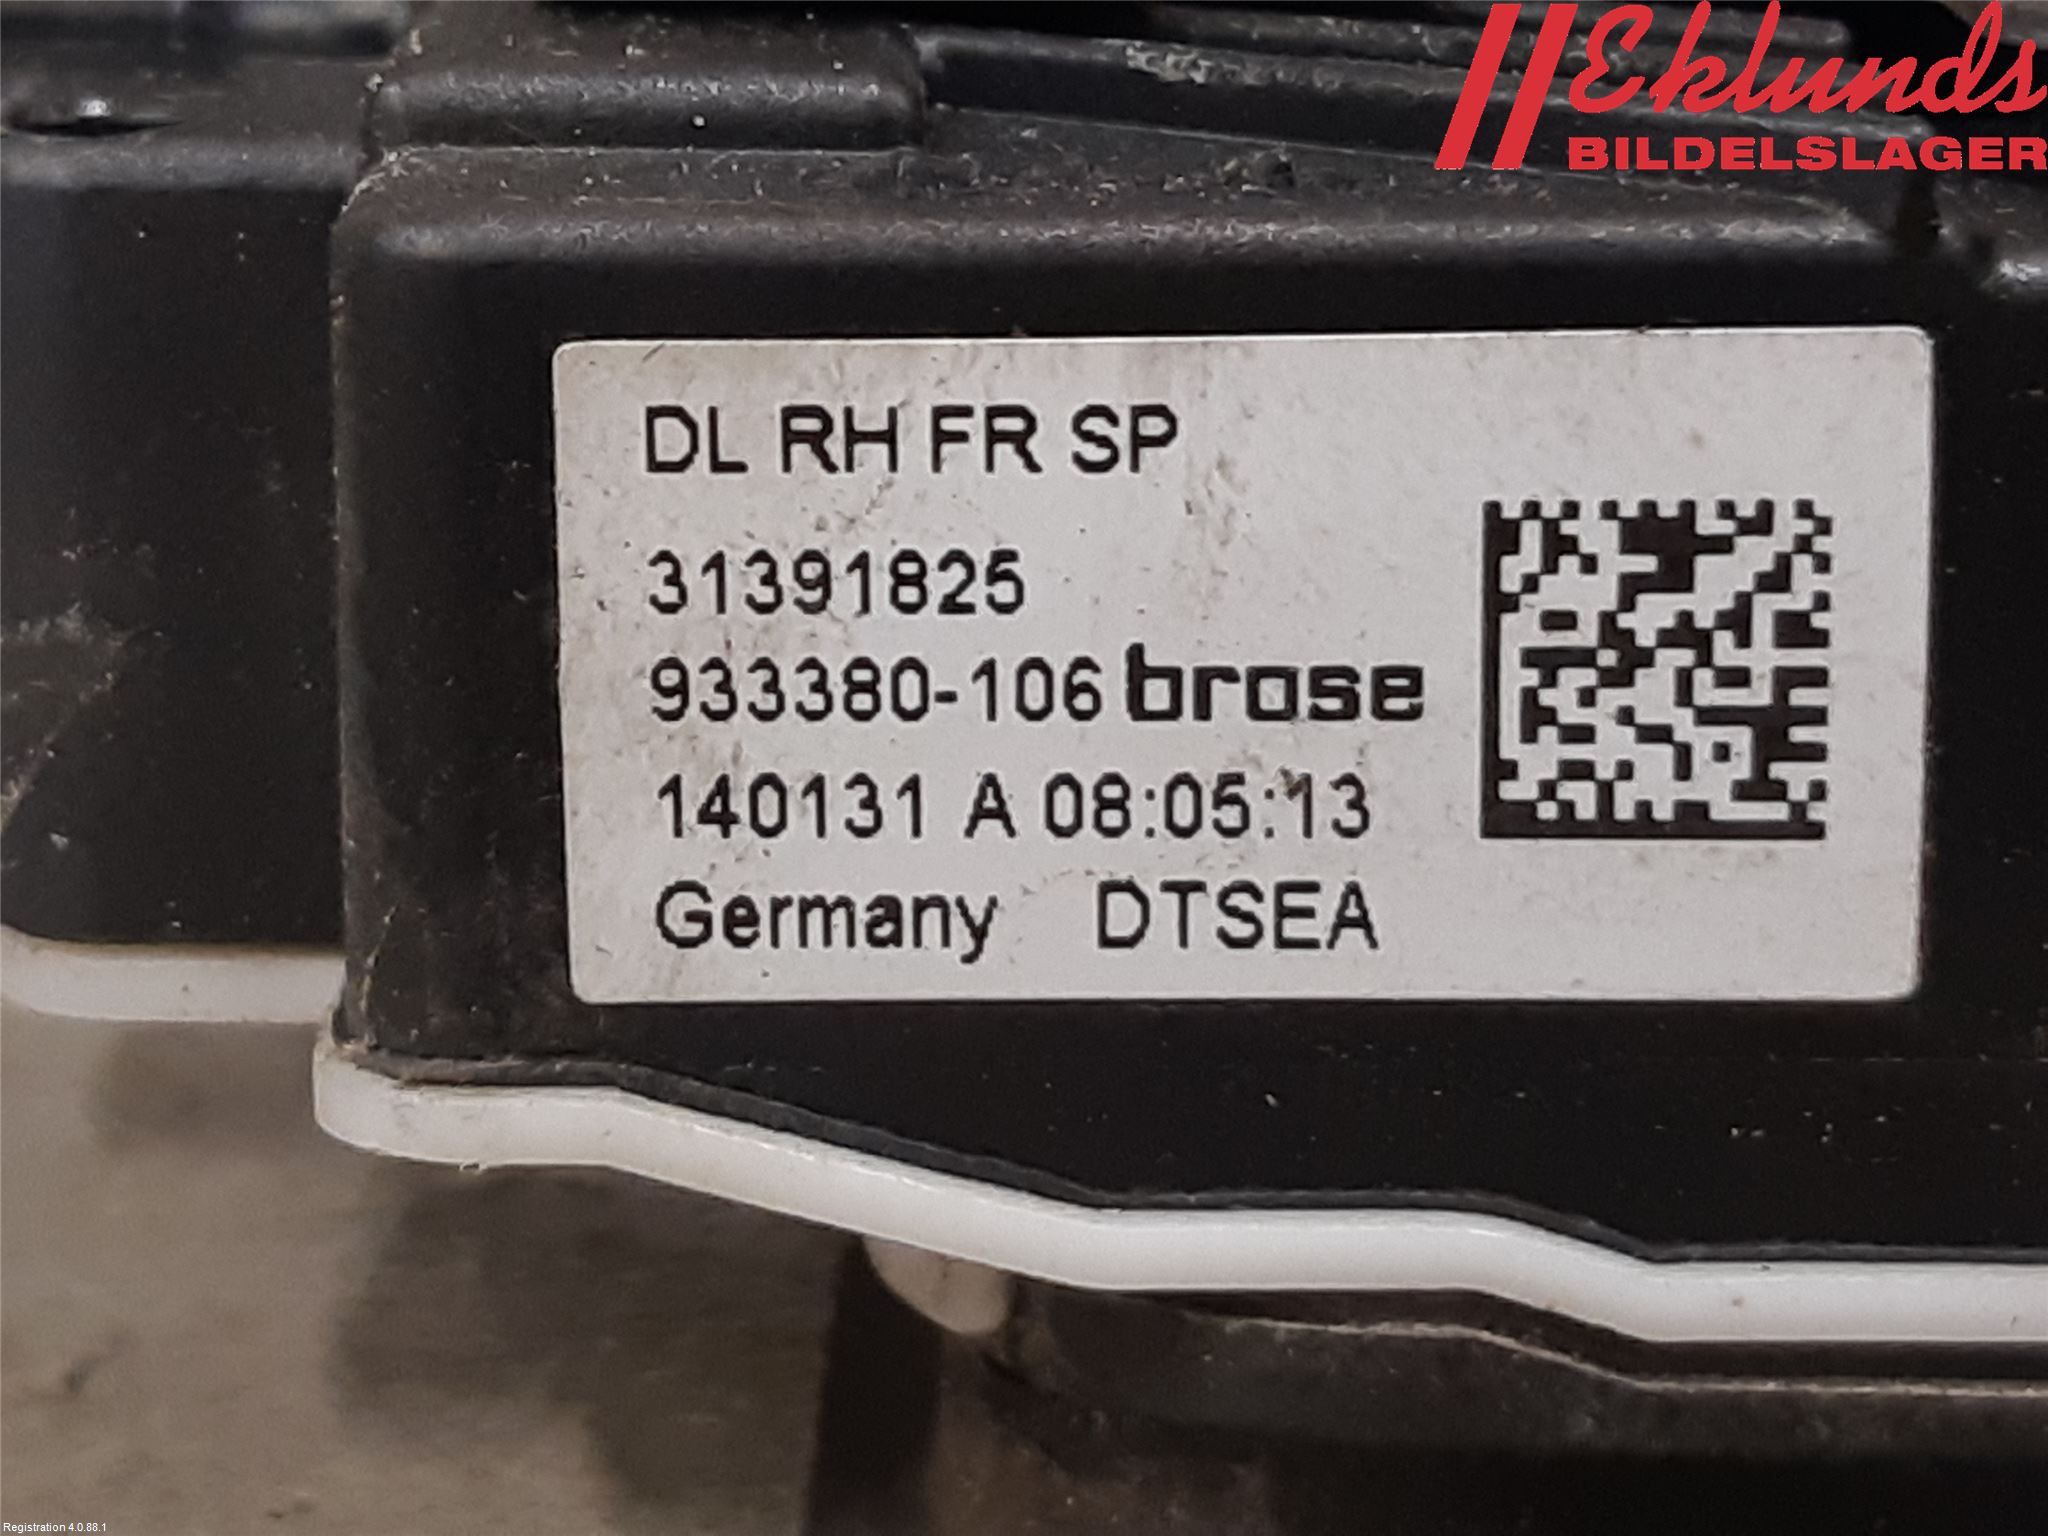 Eklunds
BILDELSLAGER
DL RH FR SP
31391825
933380-106 brose
140131 A 08:05:13
Germany DTSEA
Registration 4.0.88.1